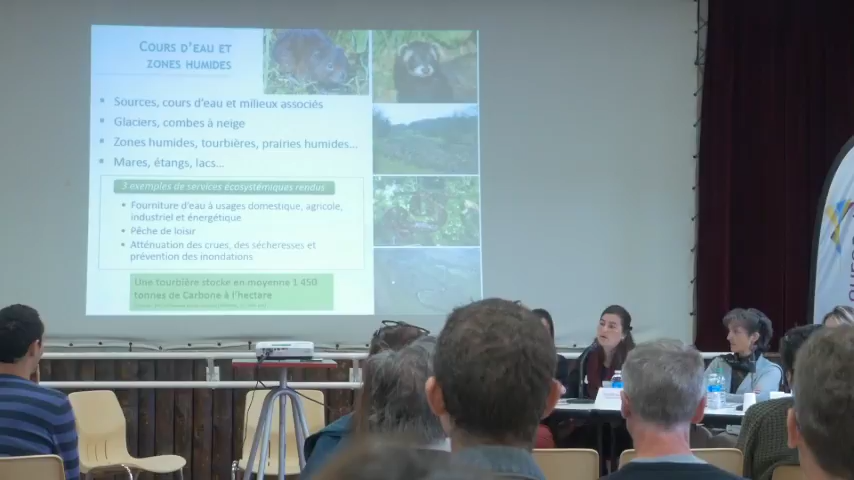 COURS D'EAU ET
ZONES HUMIDES
Sources, cours d'eau et milieux associés
Glaciers, combes à neige
Zones humides, tourbières, prairies humides...
Mares, étangs, lacs...
3 exemples de services écosystémiques rendus
Fourniture d'eau à usages domestique, agricole,
industriel et énergétique
Pêche de loisir
Atténuation des crues, des sécheresses et
prévention des inondations
Une tourbière stocke en moyenne 1 450
tonnes de Carbone à l'hectare